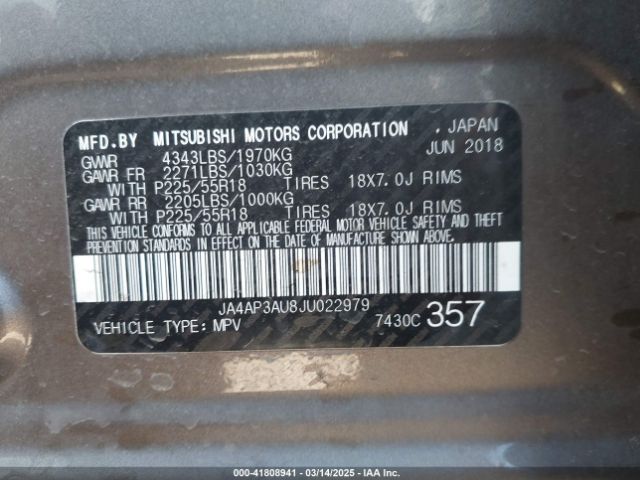 MFD.BY MITSUBISHI MOTORS CORPORATION . JAPAN
GVWR 4343LBS/1970KG JUN 2018
GAWR FR 2271LBS/1030KG
WITH P225/55R18 TIRES 18X7.0J RIMS
GAWR RR 2205LBS/1000KG
WITH P225/55R18 TIRES 18X7.0J RIMS
THIS VEHICLE CONFORMS TO ALL APPLICABLE FEDERAL MOTOR VEHICLE SAFETY AND THEFT
PREVENTION STANDARDS IN EFFECT ON THE DATE OF MANUFACTURE SHOWN ABOVE.
JA4AP3AU8JU022979
VEHICLE TYPE: MPV 7430C 357
000-41808941 / 03/14/2025 / IAA, Inc.